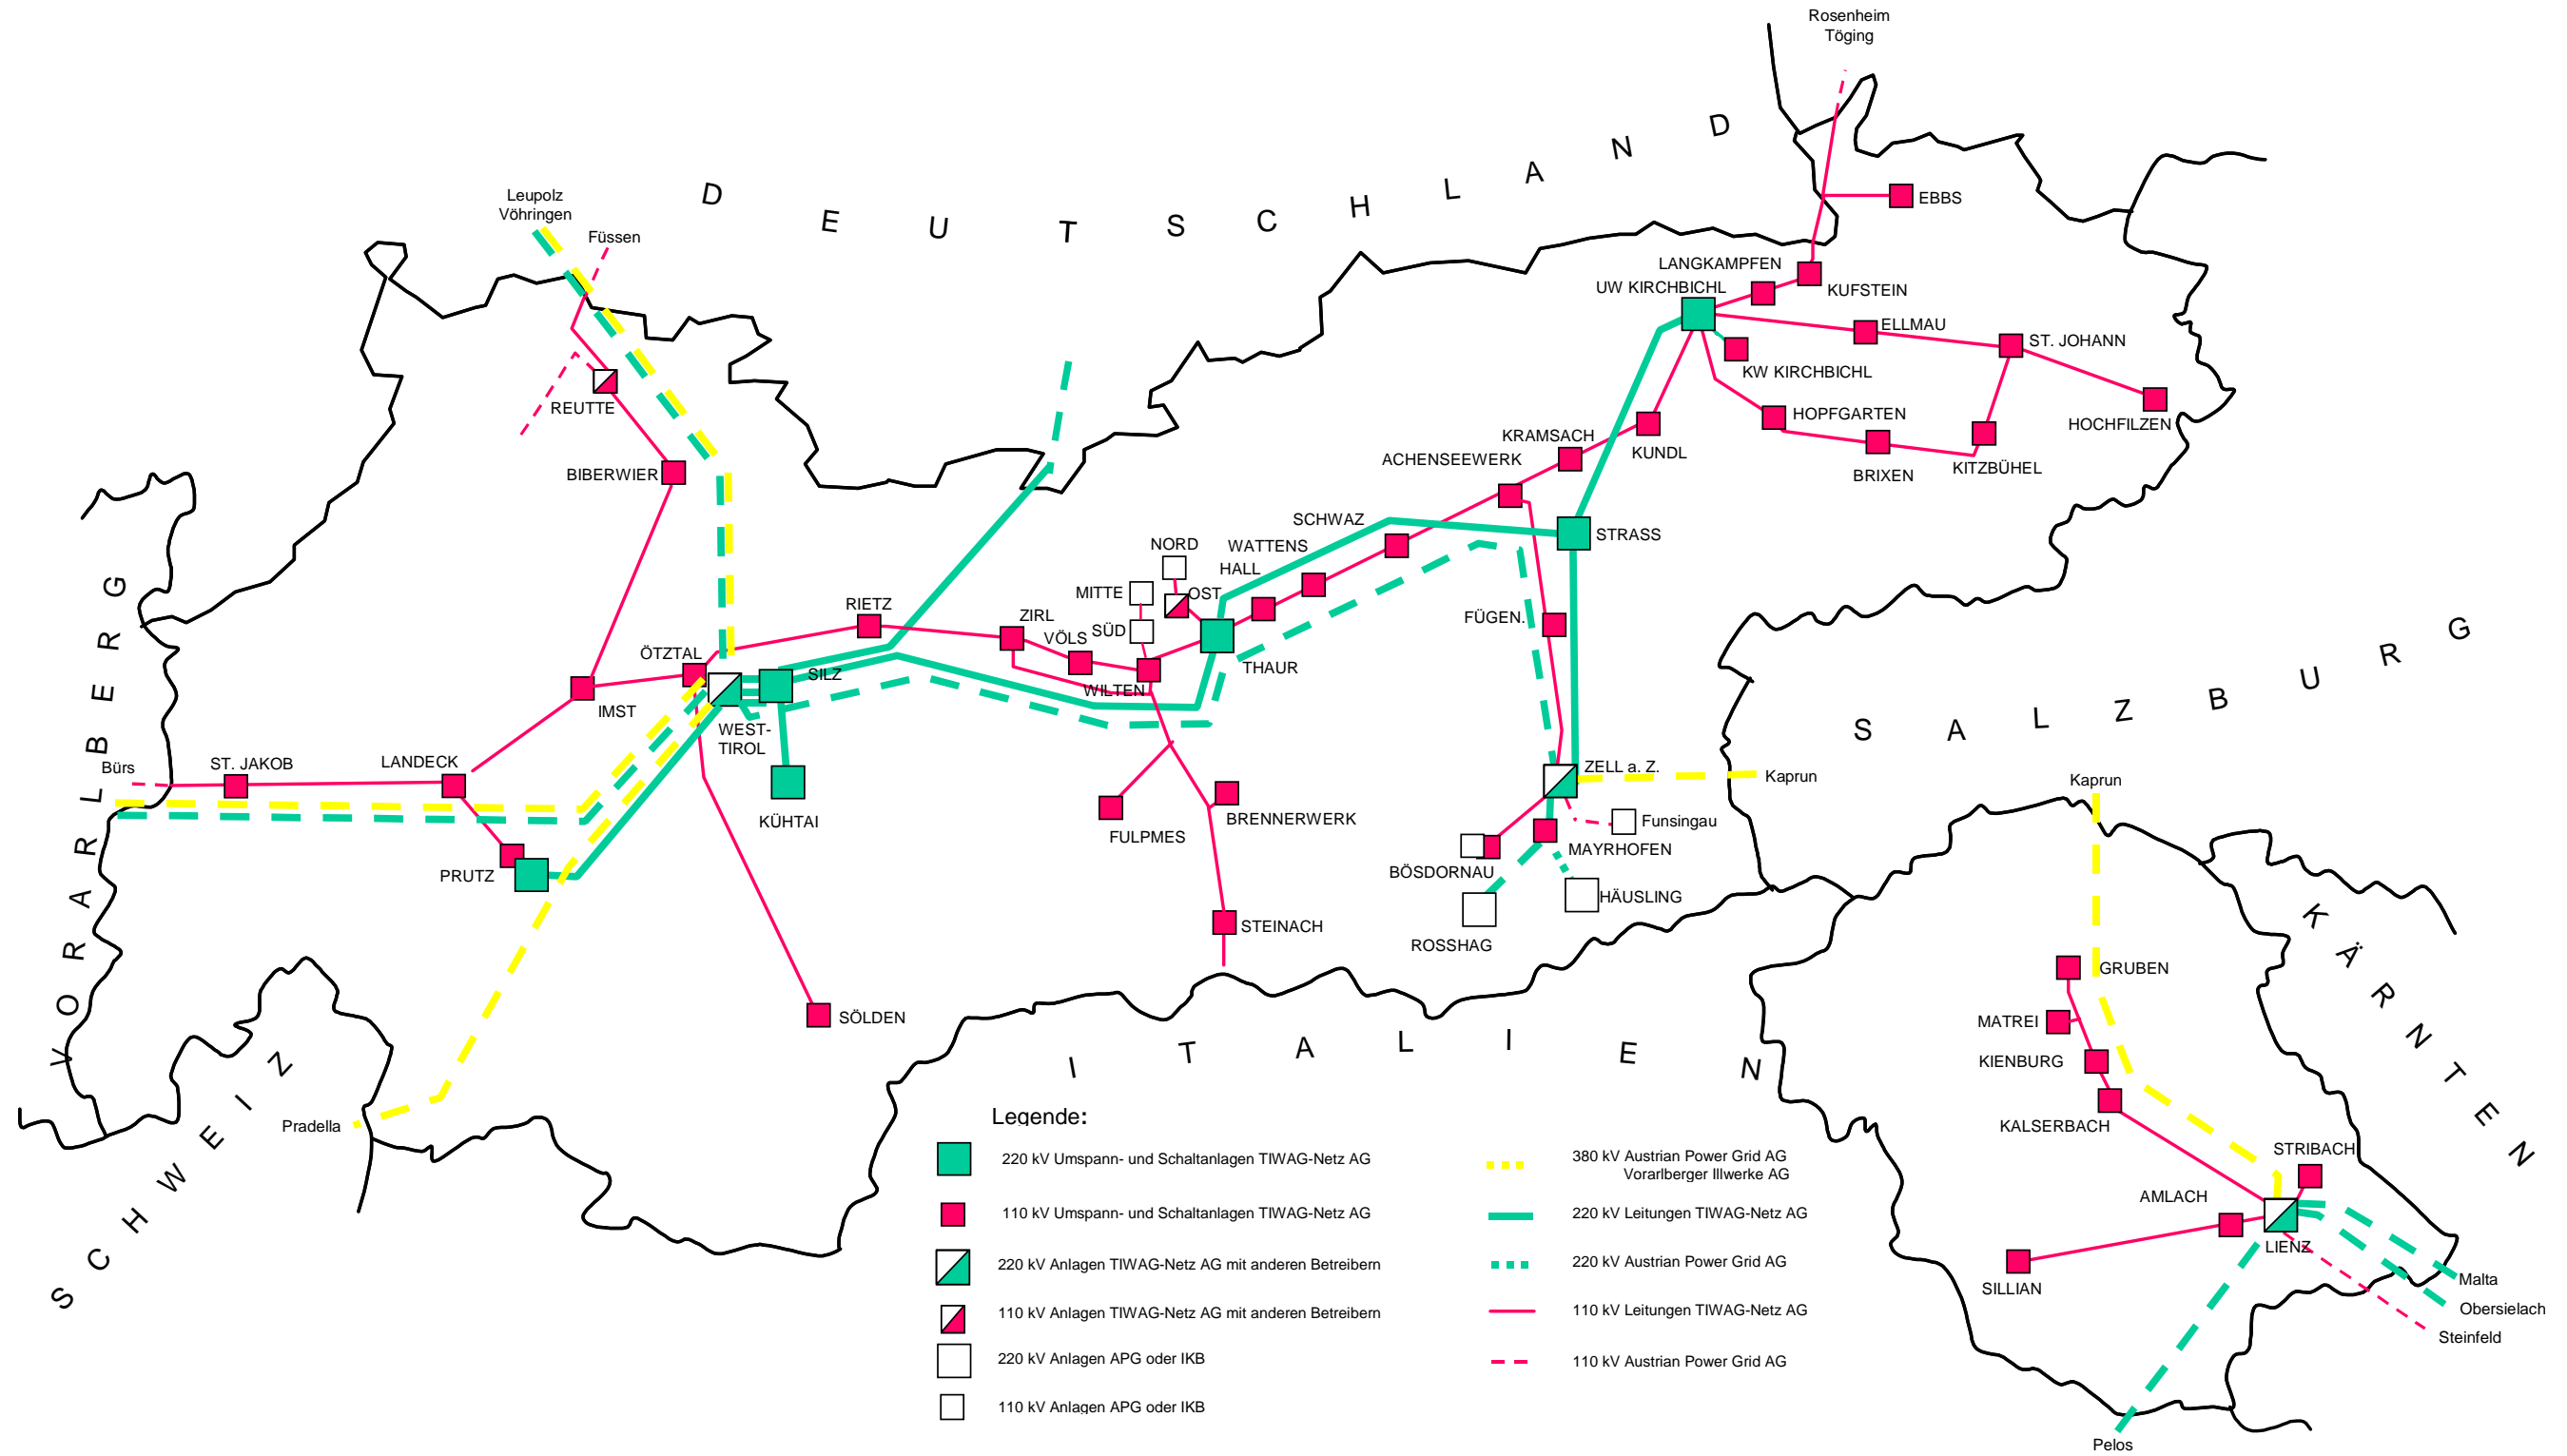 Rosenheim
Töging
DEUTSCHLAND
Leupolz
Vöhringen
Füssen
EBBS
LANGKAMPFEN
KUFSTEIN
UW KIRCHBICHL
ELLMAU
ST. JOHANN
KW KIRCHBICHL
HOCHFILZEN
REUTTE
HOPFGARTEN
KRAMSACH
KUNDL
BRIXEN
KITZBÜHEL
ACHENSEEWERK
BIBERWIER
SCHWAZ
STRASS
NORD
WATTENS
HALL
MITTE
OST
RIETZ
ZIRL
VÖLS
SÜD
FÜGEN.
ÖTZTAL
SILZ
THAUR
WILTEN
IMST
WEST-
TIROL
SALZBURG
VORARLBERG
Bürs
ST. JAKOB
LANDECK
ZELL a. Z.
Kaprun
Kaprun
KÜHTAI
FULPMES
BRENNERWERK
Funsingau
MAYRHOFEN
BÖSDORNAU
PRUTZ
HÄUSLING
STEINACH
ROSSHAG
KÄRNTEN
GRUBEN
SÖLDEN
MATREI
ITALIEN
KIENBURG
SCHWEIZ
Pradella
KALSERBACH
STRIBACH
AMLACH
LIENZ
SILLIAN
Malta
Obersielach
Steinfeld
Pelos
Legende:
220 kV Umspann- und Schaltanlagen TIWAG-Netz AG
110 kV Umspann- und Schaltanlagen TIWAG-Netz AG
220 kV Anlagen TIWAG-Netz AG mit anderen Betreibern
110 kV Anlagen TIWAG-Netz AG mit anderen Betreibern
220 kV Anlagen APG oder IKB
110 kV Anlagen APG oder IKB
380 kV Austrian Power Grid AG
Vorarlberger Illwerke AG
220 kV Leitungen TIWAG-Netz AG
220 kV Austrian Power Grid AG
110 kV Leitungen TIWAG-Netz AG
110 kV Austrian Power Grid AG